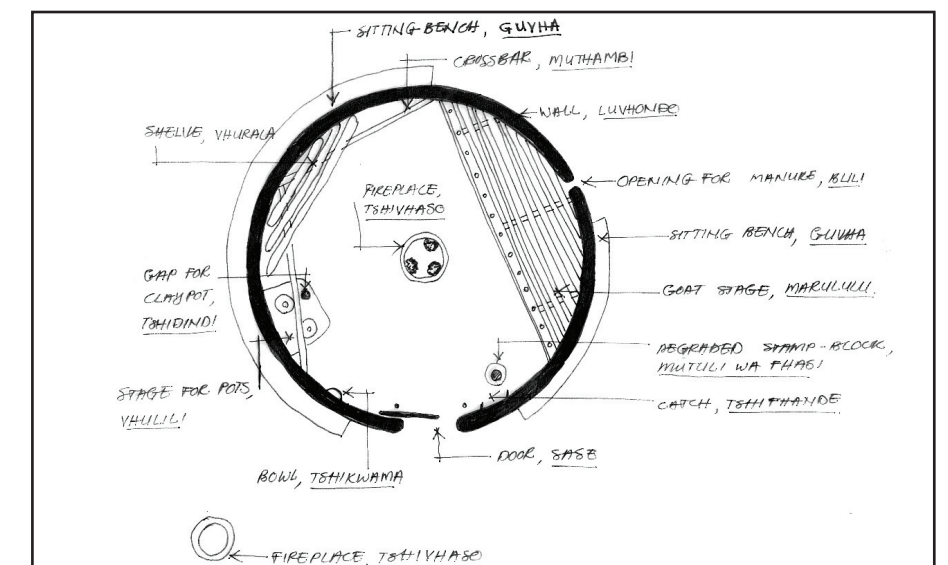 SITTING BENCH, GUVHA
CROSSBAR, MUTHAMBI
WALL, LUVHONDO
SHELVE, VHURALA
FIREPLACE,
TSHIVHASO
OPENING FOR MANURE, BULI
SITTING BENCH, GUVHA
GAP FOR
CLAYPOT,
TSHIDINDI
GOAT STAGE, MARULULU
DEGRADED STAMP-BLOCK,
MUTULI WA FHASI
STAGE FOR POTS,
VHULILI
CATCH, TSHIPHANDE
DOOR, SASE
BOWL, TSHIKWAMA
FIREPLACE, TSHIVHASO